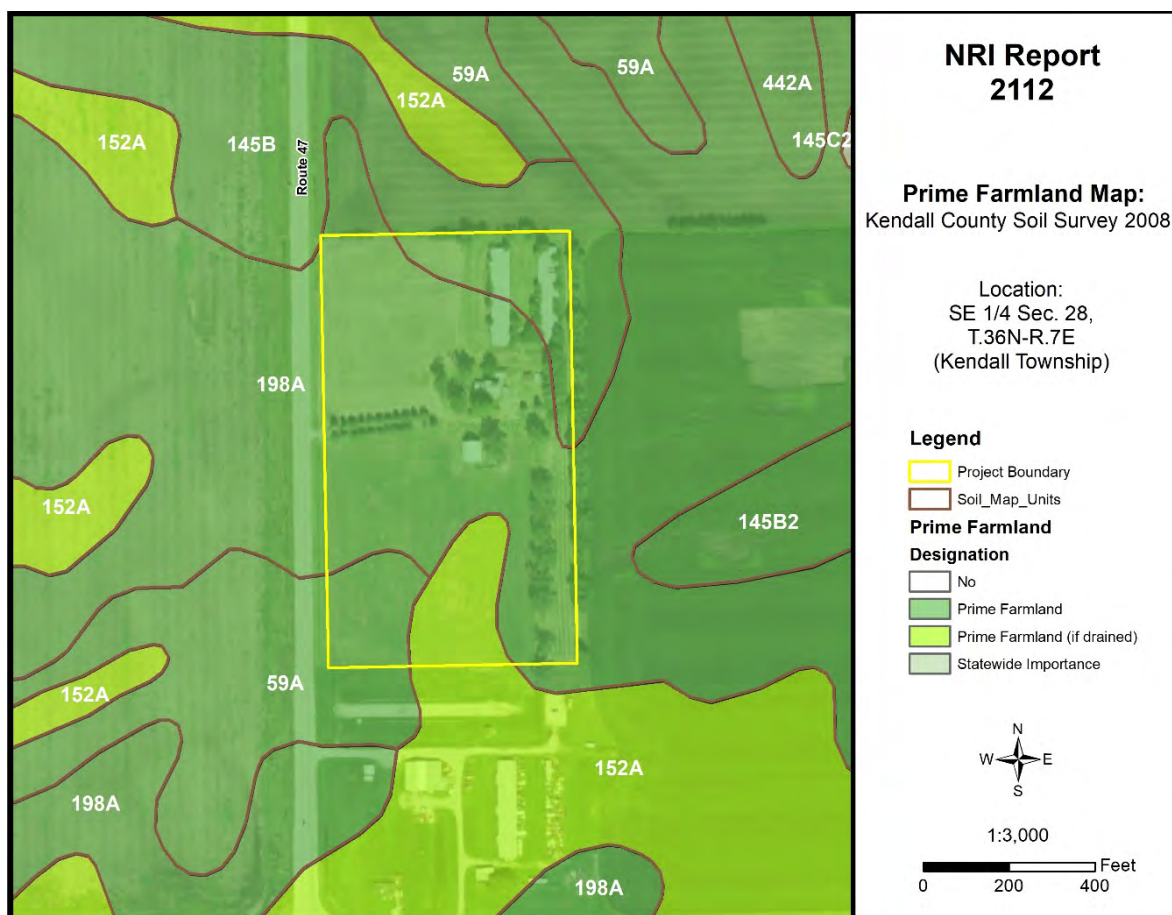 59A
59A
442A
152A
152A
145B
145C2
Route 47
198A
152A
145B2
152A
59A
152A
198A
198A
NRI Report
2112
Prime Farmland Map:
Kendall County Soil Survey 2008
Location:
SE 1/4 Sec. 28,
T.36N-R.7E
(Kendall Township)
Legend
Project Boundary
Soil_Map_Units
Prime Farmland
Designation
No
Prime Farmland
Prime Farmland (if drained)
Statewide Importance
N
W E
S
1:3,000
Feet
0 200 400